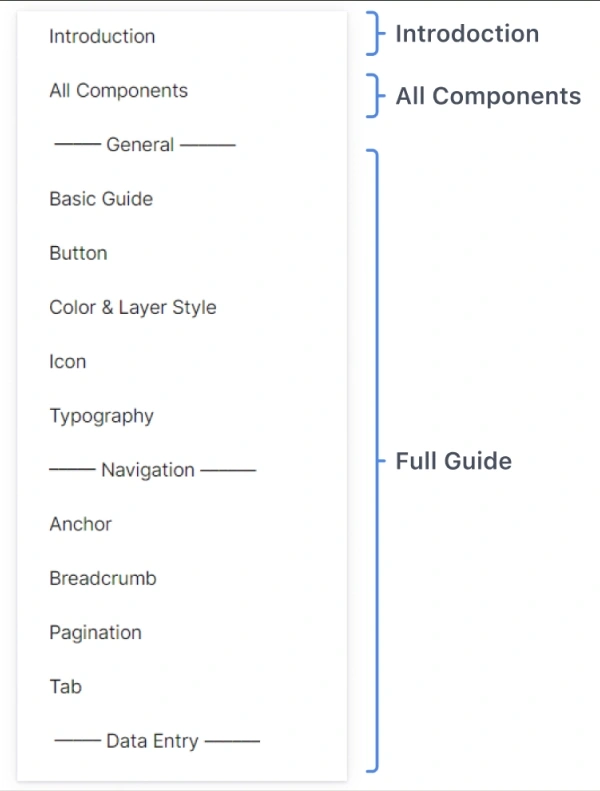 Introduction
Introdoction
All Components
All Components
General
Basic Guide
Button
Color & Layer Style
Icon
Typography
Full Guide
Navigation
Anchor
Breadcrumb
Pagination
Tab
Data Entry